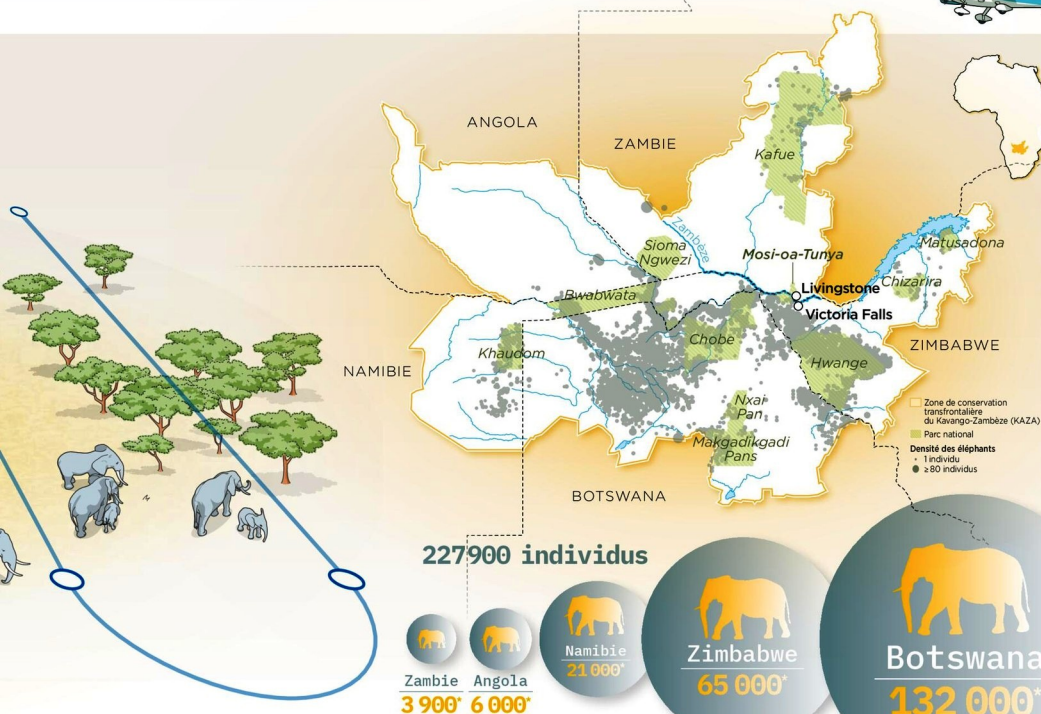 ANGOLA
ZAMBIE
Kafue
Zambèze
Sioma
Ngwezi
Mosi-oa-Tunya
Matusadona
Chizarira
Livingstone
Victoria Falls
Bwabwata
Chobe
Khaudom
Hwange
ZIMBABWE
NAMIBIE
Nxai
Pan
Makgadikgadi
Pans
BOTSWANA
Zone de conservation
transfrontalière
du Kavango-Zambèze (KAZA)
Parc national
Densité des éléphants
1 individu
≥ 80 individus
227900 individus
Zambie
3 900*
Angola
6 000*
Namibie
21 000*
Zimbabwe
65 000*
Botswana
132 000*